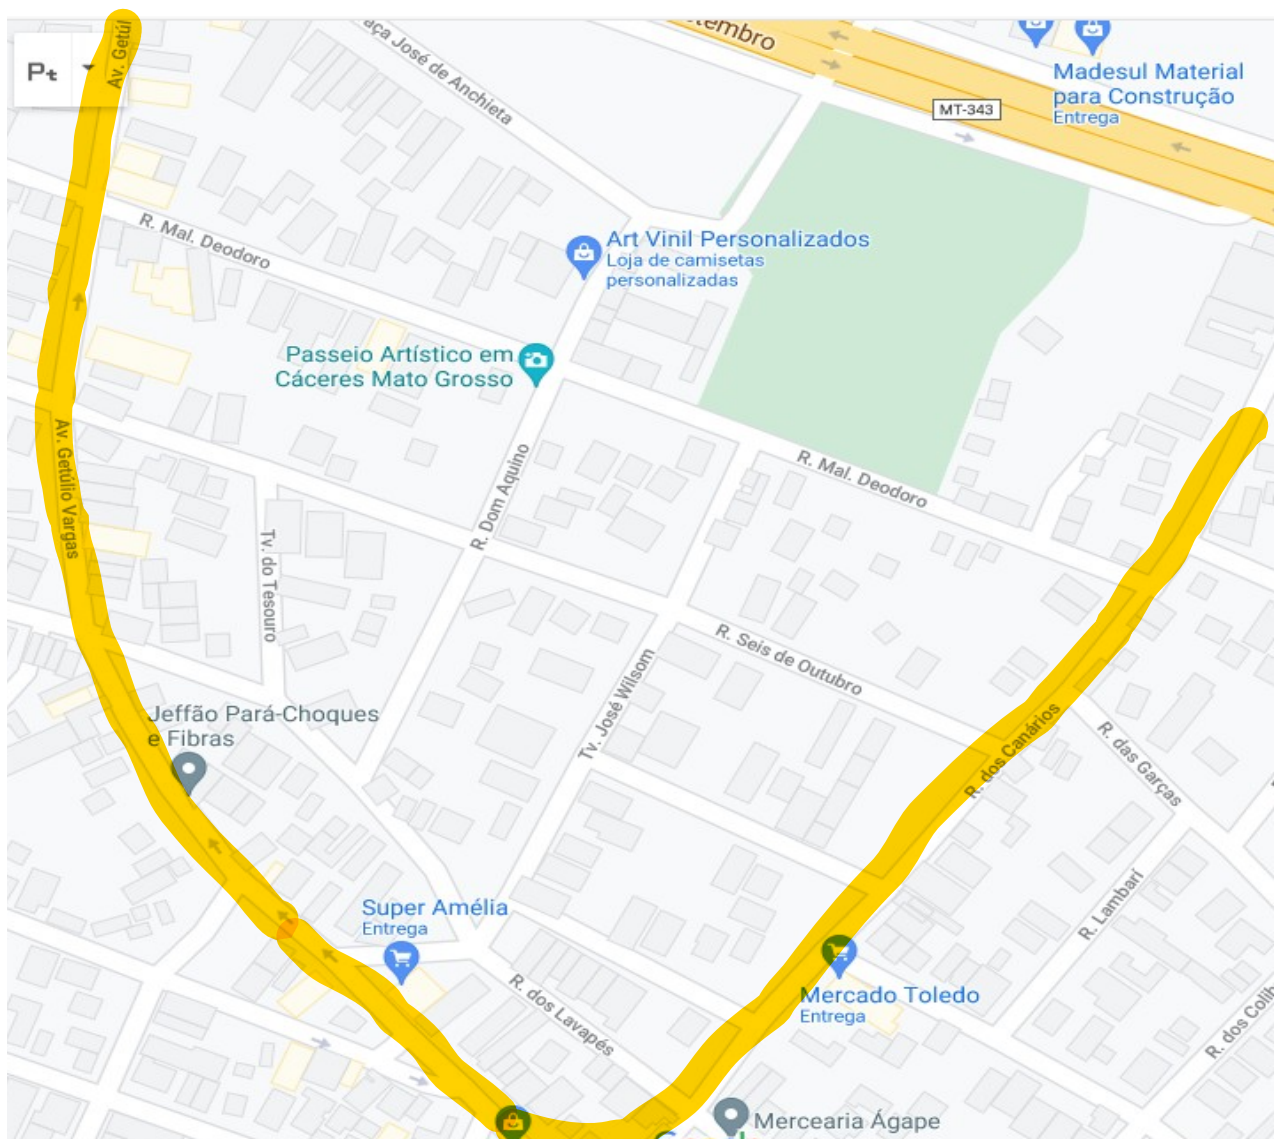 Av. Getúl
aça José de Anchieta
tembro
Madesul Material
para Construção
Entrega
Pt
MT-343
R. Mal. Deodoro
Art Vinil Personalizados
Loja de camisetas
personalizadas
Passeio Artístico em
Cáceres Mato Grosso
Av. Getúlio Vargas
R. Dom Aquino
R. Mal. Deodoro
Tv. do Tesouro
R. Seis de Outubro
Tv. José Wilsom
Jeffão Pará-Choques
e Fibras
R. dos Canários
R. das Garças
Super Amélia
Entrega
R. Lambari
Mercado Toledo
Entrega
R. dos Lavapés
R. dos Colib
Mercearia Ágape